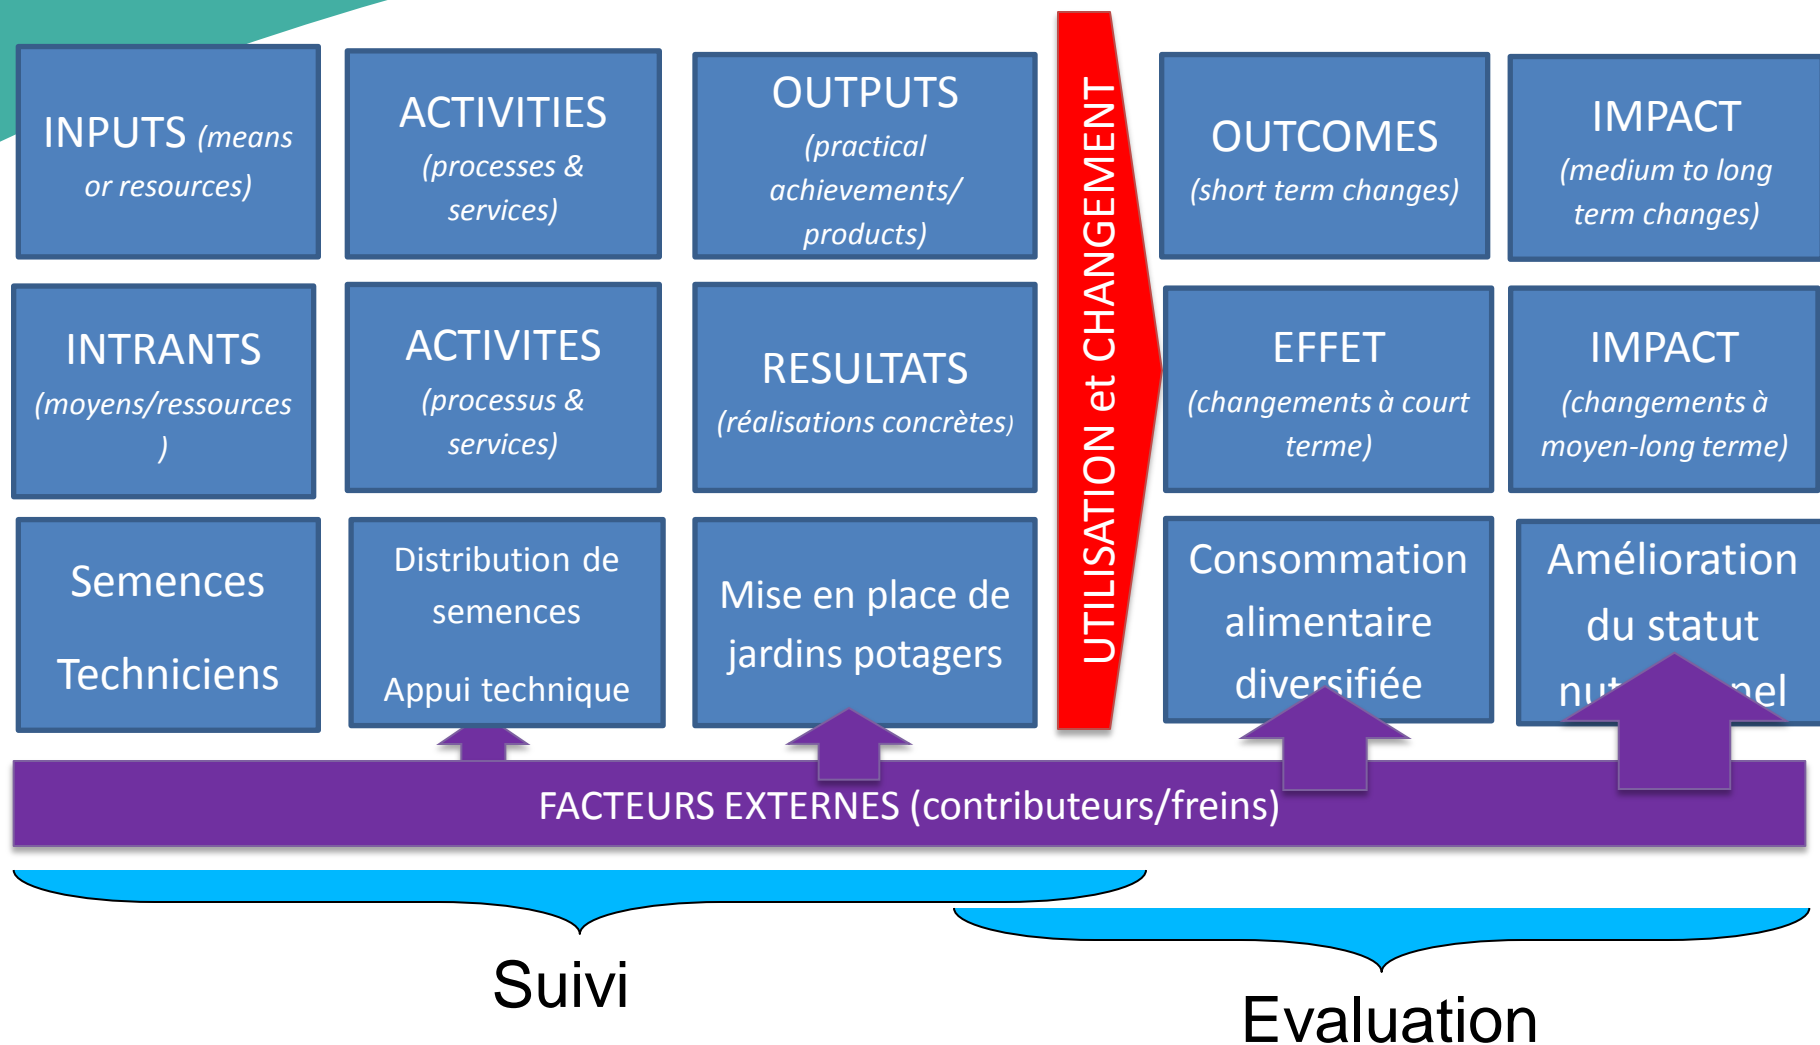 INPUTS (means
or resources)
ACTIVITIES
(processes &
services)
OUTPUTS
(practical
achievements/
products)
UTILISATION et CHANGEMENT
OUTCOMES
(short term changes)
IMPACT
(medium to long
term changes)
INTRANTS
(moyens/ressources
)
ACTIVITES
(processus &
services)
RESULTATS
(réalisations concrètes)
EFFET
(changements à court
terme)
IMPACT
(changements à
moyen-long terme)
Semences
Techniciens
Distribution de
semences
Appui technique
Mise en place de
jardins potagers
Consommation
alimentaire
diversifiée
Amélioration
du statut
FACTEURS EXTERNES (contributeurs/freins)
Suivi
Evaluation